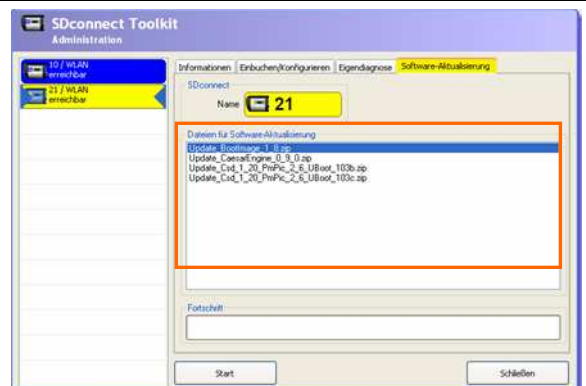 SDconnect Toolkit
Administration
10 / WLAN
erreichbar
21 / WLAN
erreichbar
Informationen Einbuchen/Konfigurieren Eigendiagnose Software-Aktualisierung
SDconnect
Name 21
Dateien für Software-Aktualisierung
Update_BootImage_1_8.zip
Update_CaesarEngine_0_9_0.zip
Update_Csd_1_20_PmPic_2_6_UBoot_103b.zip
Update_Csd_1_20_PmPic_2_6_UBoot_103c.zip
Fortschritt
Start Schließen